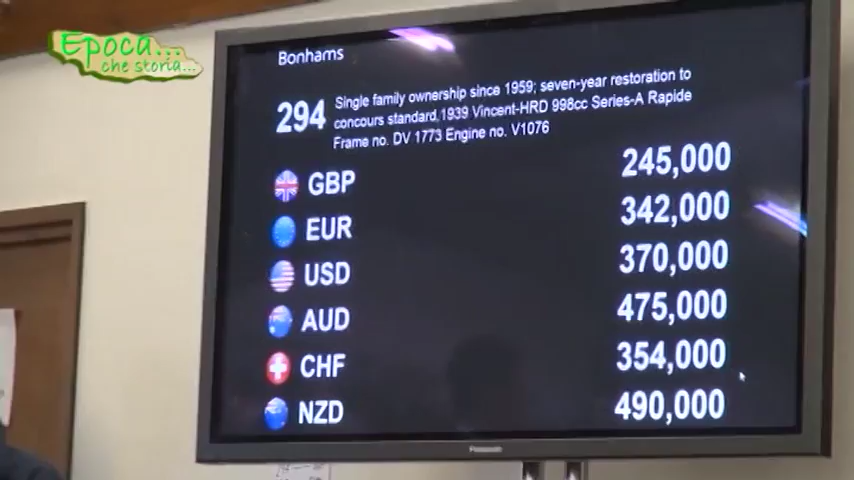 Epoca...
che storia...
Bonhams
294
Single family ownership since 1959; seven-year restoration to
concours standard,1939 Vincent-HRD 998cc Series-A Rapide
Frame no. DV 1773 Engine no. V1076
GBP 245,000
EUR 342,000
USD 370,000
AUD 475,000
CHF 354,000
NZD 490,000
Panasonic